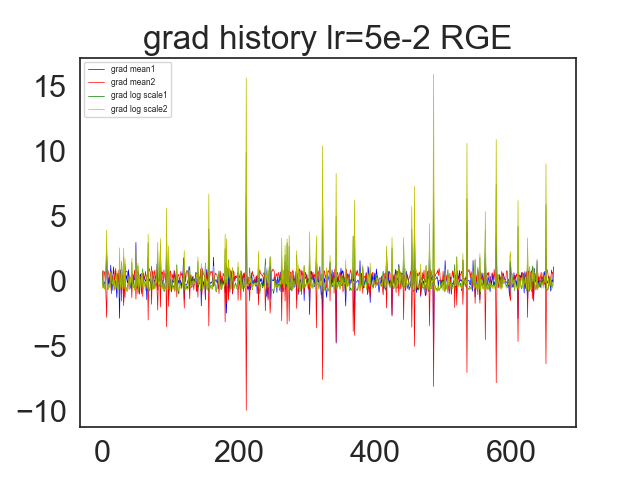 grad history lr=5e-2 RGE
grad mean1
grad mean2
grad log scale1
grad log scale2
15
10
5
0
−5
−10
0 200 400 600